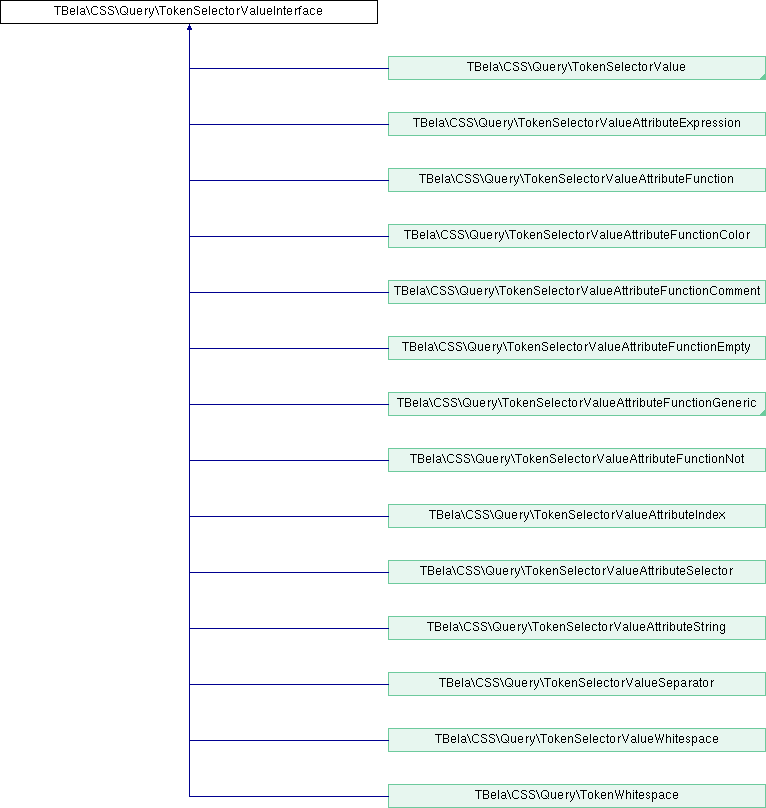 TBela\CSS\Query\TokenSelectorValueInterface
TBela\CSS\Query\TokenSelectorValue
TBela\CSS\Query\TokenSelectorValueAttributeExpression
TBela\CSS\Query\TokenSelectorValueAttributeFunction
TBela\CSS\Query\TokenSelectorValueAttributeFunctionColor
TBela\CSS\Query\TokenSelectorValueAttributeFunctionComment
TBela\CSS\Query\TokenSelectorValueAttributeFunctionEmpty
TBela\CSS\Query\TokenSelectorValueAttributeFunctionGeneric
TBela\CSS\Query\TokenSelectorValueAttributeFunctionNot
TBela\CSS\Query\TokenSelectorValueAttributeIndex
TBela\CSS\Query\TokenSelectorValueAttributeSelector
TBela\CSS\Query\TokenSelectorValueAttributeString
TBela\CSS\Query\TokenSelectorValueSeparator
TBela\CSS\Query\TokenSelectorValueWhitespace
TBela\CSS\Query\TokenWhitespace